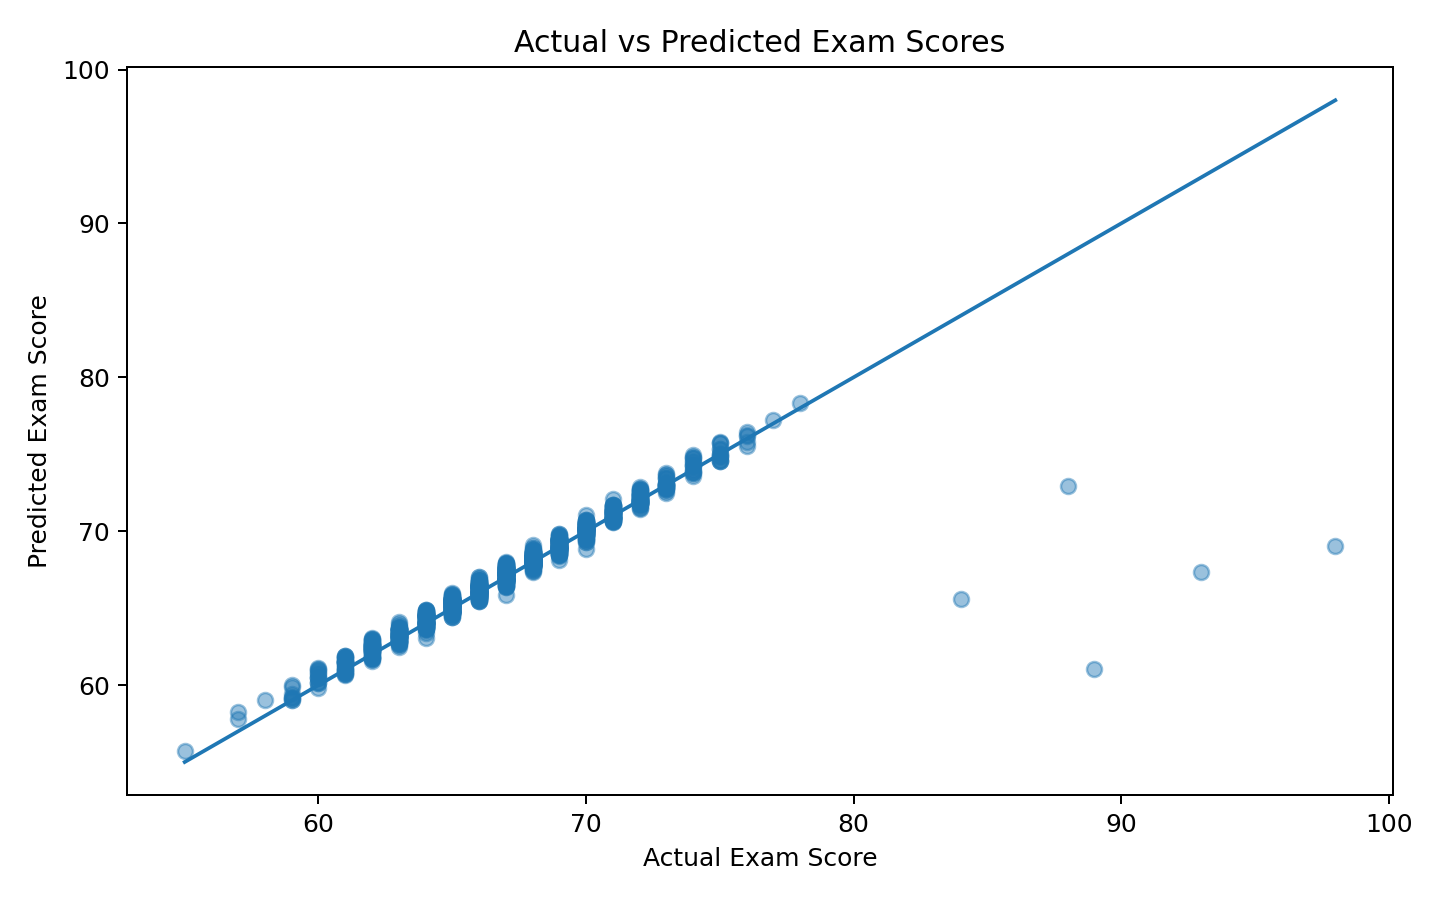 Actual vs Predicted Exam Scores
100
90
80
70
60
Predicted Exam Score
60 70 80 90 100
Actual Exam Score